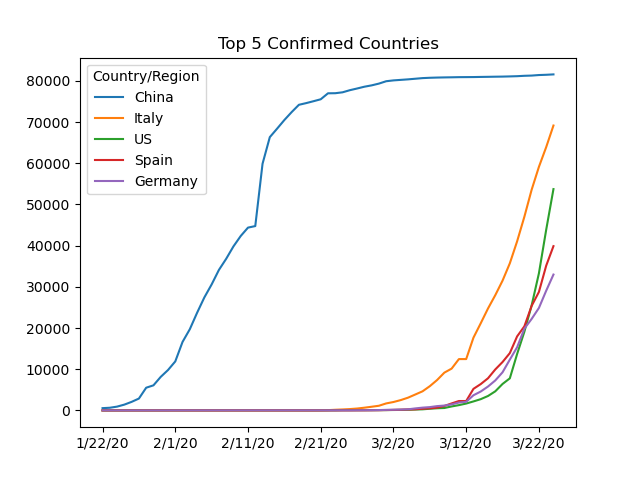 Top 5 Confirmed Countries
Country/Region
China
Italy
US
Spain
Germany
80000
70000
60000
50000
40000
30000
20000
10000
0
1/22/20 2/1/20 2/11/20 2/21/20 3/2/20 3/12/20 3/22/20